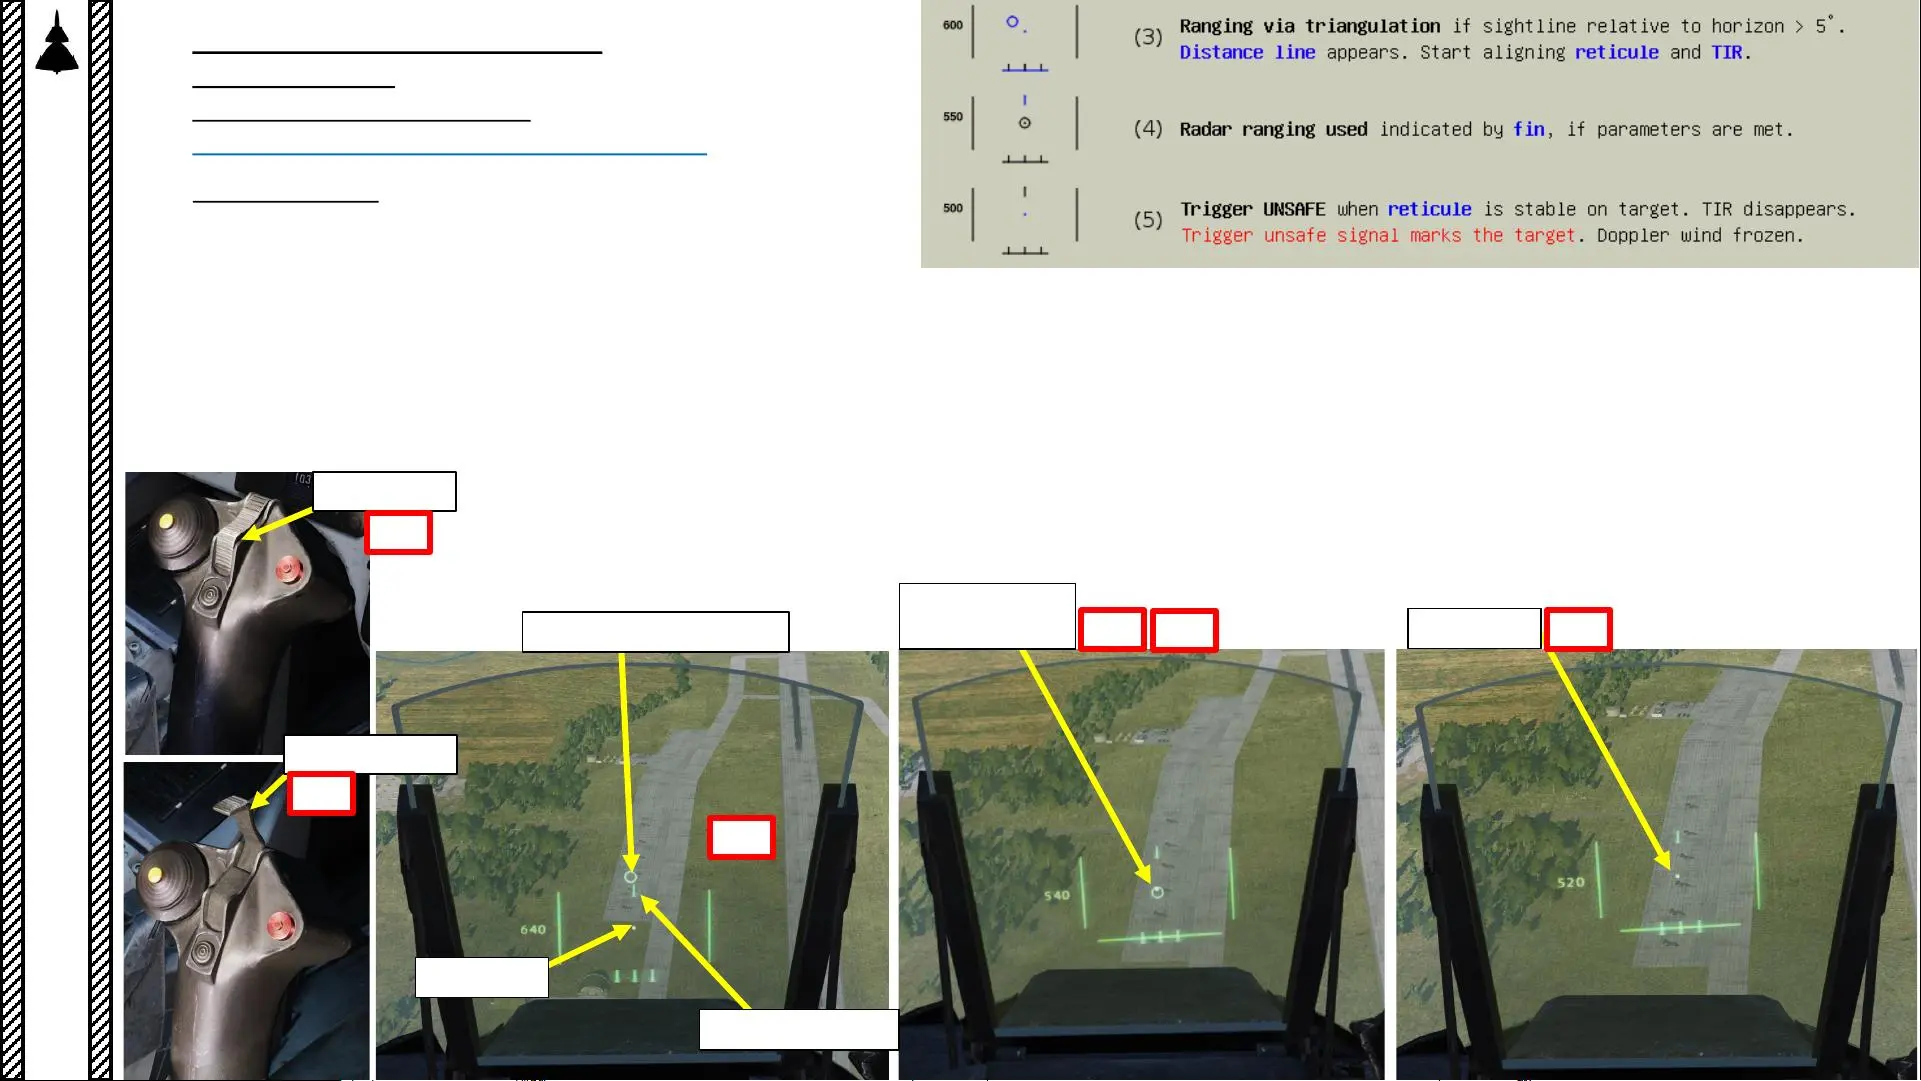 600
(3)
Ranging via triangulation if sightline relative to horizon > 5°.
Distance line appears. Start aligning reticule and TIR.
550
(4)
Radar ranging used indicated by fin, if parameters are met.
500
(5)
Trigger UNSAFE when reticule is stable on target. TIR disappears.
Trigger unsafe signal marks the target. Doppler wind frozen.
640
540
520